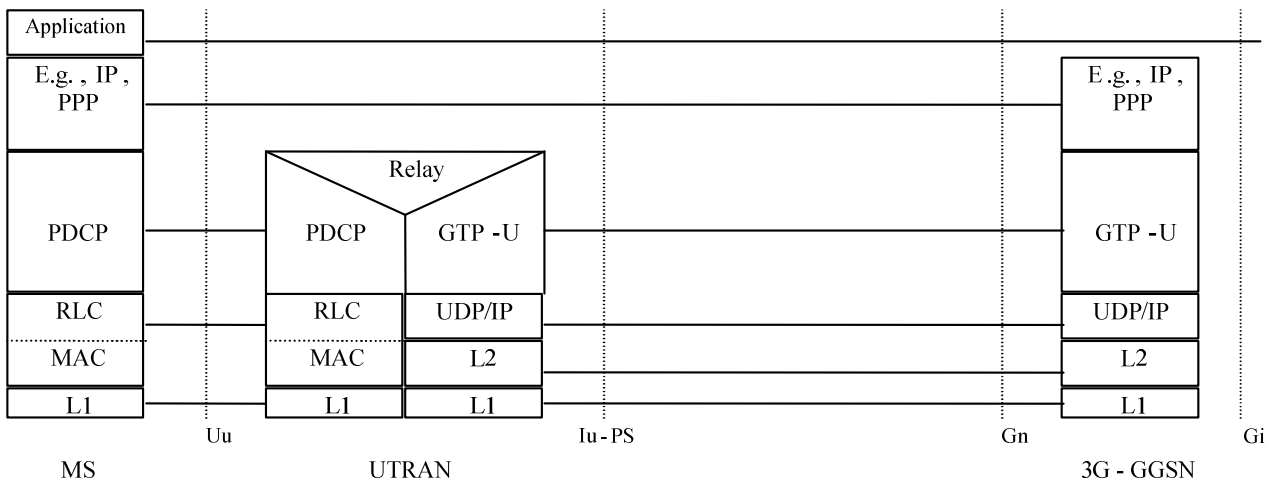 Application
E.g. , IP ,
PPP
E .g. , IP ,
PPP
Relay
PDCP
PDCP
GTP -U
GTP -U
RLC
RLC
UDP/IP
UDP/IP
MAC
MAC
L2
L2
L1
L1
L1
L1
Uu
Iu-PS
Gn
Gi
MS
UTRAN
3G - GGSN